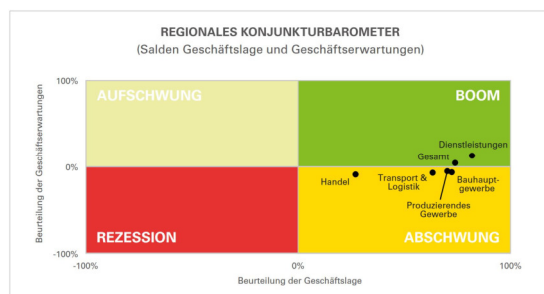 REGIONALES KONJUNKTURBAROMETER
(Salden Geschäftslage und Geschäftserwartungen)
Beurteilung der Geschäftserwartungen
100%
0%
-100%
AUFSCHWUNG
BOOM
Dienstleistungen
Gesamt
Handel
Transport &
Logistik
Bauhaupt-
gewerbe
Produzierendes
Gewerbe
REZESSION
ABSCHWUNG
-100%
0%
100%
Beurteilung der Geschäftslage